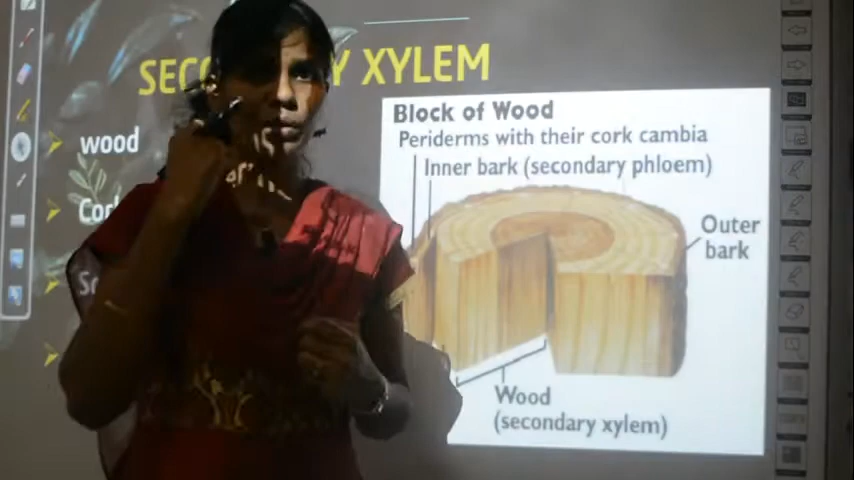 XYLEM
wood
Block of Wood
Periderms with their cork cambia
Inner bark (secondary phloem)
Outer
bark
Wood
(secondary xylem)